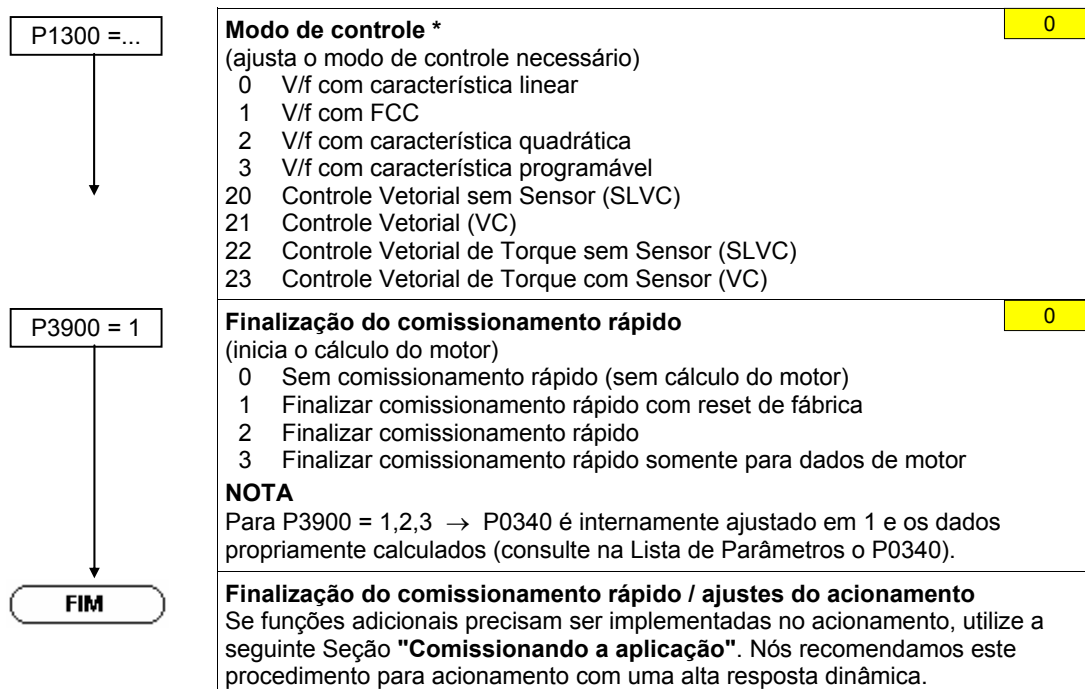 P1300 =...
Modo de controle *
0
(ajusta o modo de controle necessário)
0 V/f com característica linear
1 V/f com FCC
2 V/f com característica quadrática
3 V/f com característica programável
20 Controle Vetorial sem Sensor (SLVC)
21 Controle Vetorial (VC)
22 Controle Vetorial de Torque sem Sensor (SLVC)
23 Controle Vetorial de Torque com Sensor (VC)
P3900 = 1
Finalização do comissionamento rápido
0
(inicia o cálculo do motor)
0 Sem comissionamento rápido (sem cálculo do motor)
1 Finalizar comissionamento rápido com reset de fábrica
2 Finalizar comissionamento rápido
3 Finalizar comissionamento rápido somente para dados de motor
NOTA
Para P3900 = 1,2,3 → P0340 é internamente ajustado em 1 e os dados
propriamente calculados (consulte na Lista de Parâmetros o P0340).
FIM
Finalização do comissionamento rápido / ajustes do acionamento
Se funções adicionais precisam ser implementadas no acionamento, utilize a
seguinte Seção "Comissionando a aplicação". Nós recomendamos este
procedimento para acionamento com uma alta resposta dinâmica.